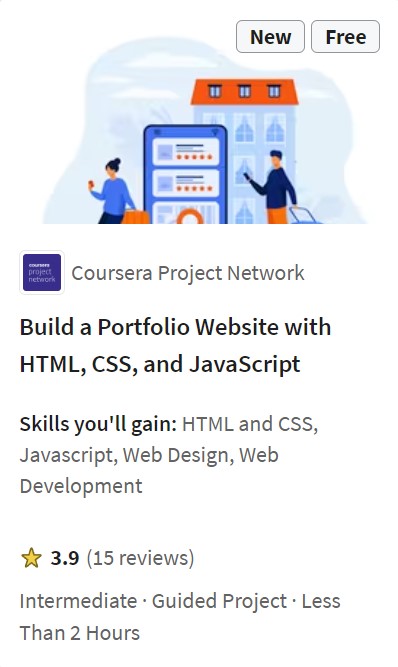 New Free
coursera
project
network
Coursera Project Network
Build a Portfolio Website with
HTML, CSS, and JavaScript
Skills you'll gain: HTML and CSS,
Javascript, Web Design, Web
Development
3.9 (15 reviews)
Intermediate · Guided Project · Less
Than 2 Hours